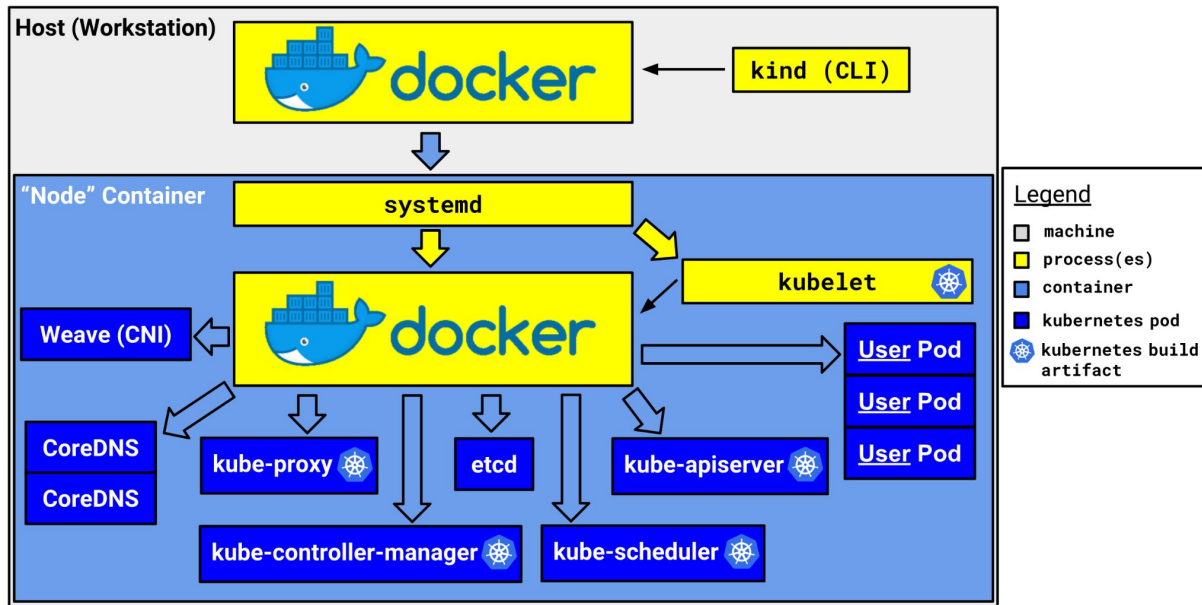 Host (Workstation)
docker
kind (CLI)
“Node” Container
systemd
kubelet
docker
Weave (CNI)
User Pod
User Pod
User Pod
CoreDNS
CoreDNS
kube-proxy
etcd
kube-apiserver
kube-controller-manager
kube-scheduler
Legend
machine
process(es)
container
kubernetes pod
kubernetes build
artifact